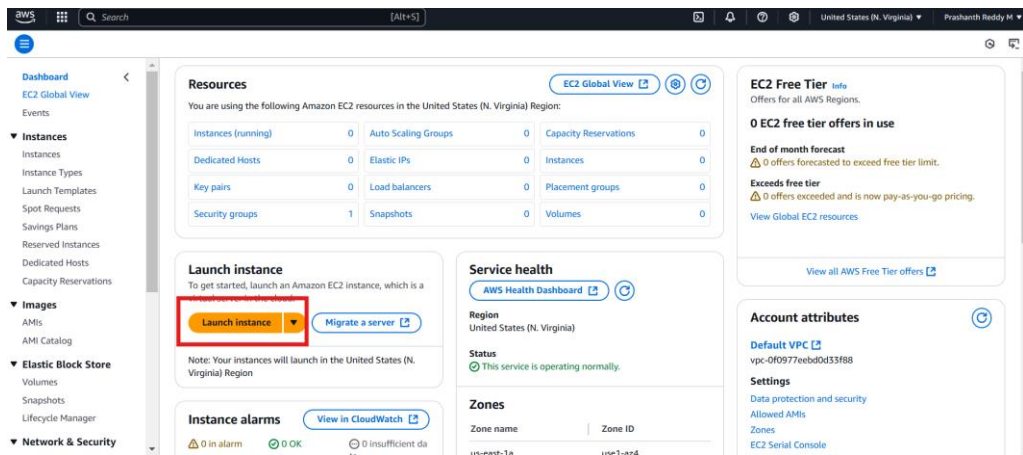 aws
Search
[Alt+S]
United States (N. Virginia)
Prashanth Reddy M
Dashboard
EC2 Global View
Events
Instances
Instances
Instance Types
Launch Templates
Spot Requests
Savings Plans
Reserved Instances
Dedicated Hosts
Capacity Reservations
Images
AMIs
AMI Catalog
Elastic Block Store
Volumes
Snapshots
Lifecycle Manager
Network & Security
Resources
EC2 Global View
You are using the following Amazon EC2 resources in the United States (N. Virginia) Region:
Instances (running) 0 Auto Scaling Groups 0 Capacity Reservations 0
Dedicated Hosts 0 Elastic IPs 0 Instances 0
Key pairs 0 Load balancers 0 Placement groups 0
Security groups 1 Snapshots 0 Volumes 0
Launch instance
To get started, launch an Amazon EC2 instance, which is a
virtual server in the cloud.
Launch instance
Migrate a server
Note: Your instances will launch in the United States (N.
Virginia) Region
Instance alarms
View in CloudWatch
0 in alarm 0 OK 0 insufficient da
Service health
AWS Health Dashboard
Region
United States (N. Virginia)
Status
This service is operating normally.
Zones
Zone name Zone ID
us-east-1a use1-az4
EC2 Free Tier Info
Offers for all AWS Regions.
0 EC2 free tier offers in use
End of month forecast
0 offers forecasted to exceed free tier limit.
Exceeds free tier
0 offers exceeded and is now pay-as-you-go pricing.
View Global EC2 resources
View all AWS Free Tier offers
Account attributes
Default VPC
vpc-0f0977eebd0d33f88
Settings
Data protection and security
Allowed AMIs
Zones
EC2 Serial Console